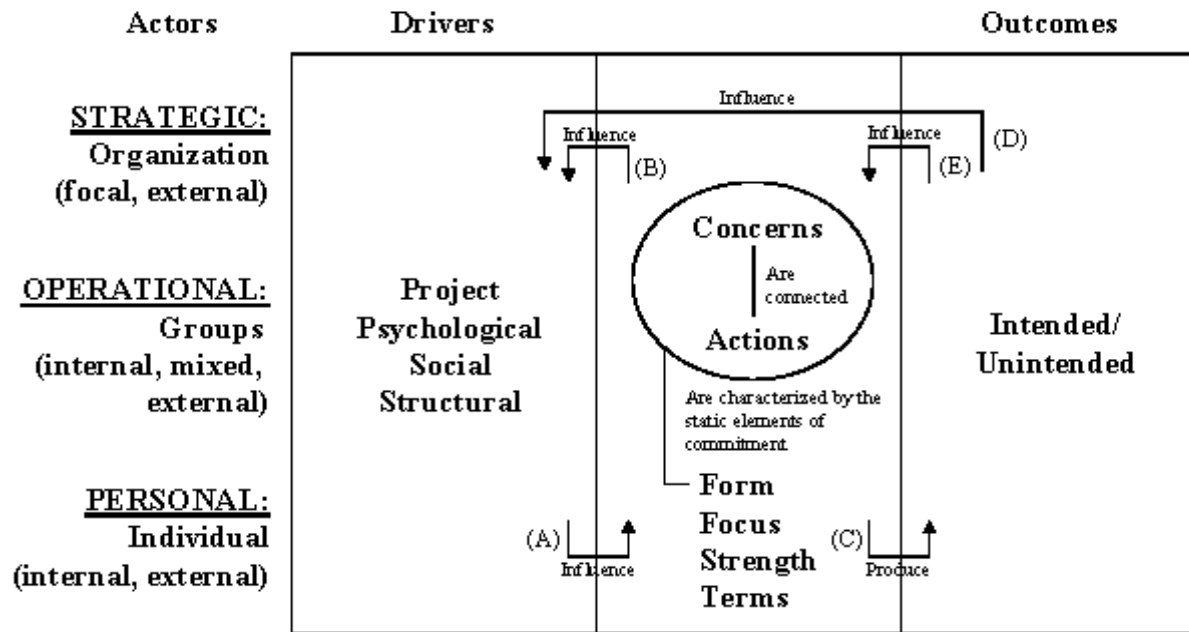 Actors
Drivers
Outcomes
STRATEGIC:
Organization
(focal, external)
OPERATIONAL:
Groups
(internal, mixed,
external)
PERSONAL:
Individual
(internal, external)
Project
Psychological
Social
Structural
Influence
Influence
(B)
Influence
(E)
(D)
Concerns
Are
connected
Actions
Are characterized by the
static elements of
commitment
Form
Focus
Strength
Terms
(A)
Influence
(C)
Produce
Intended/
Unintended